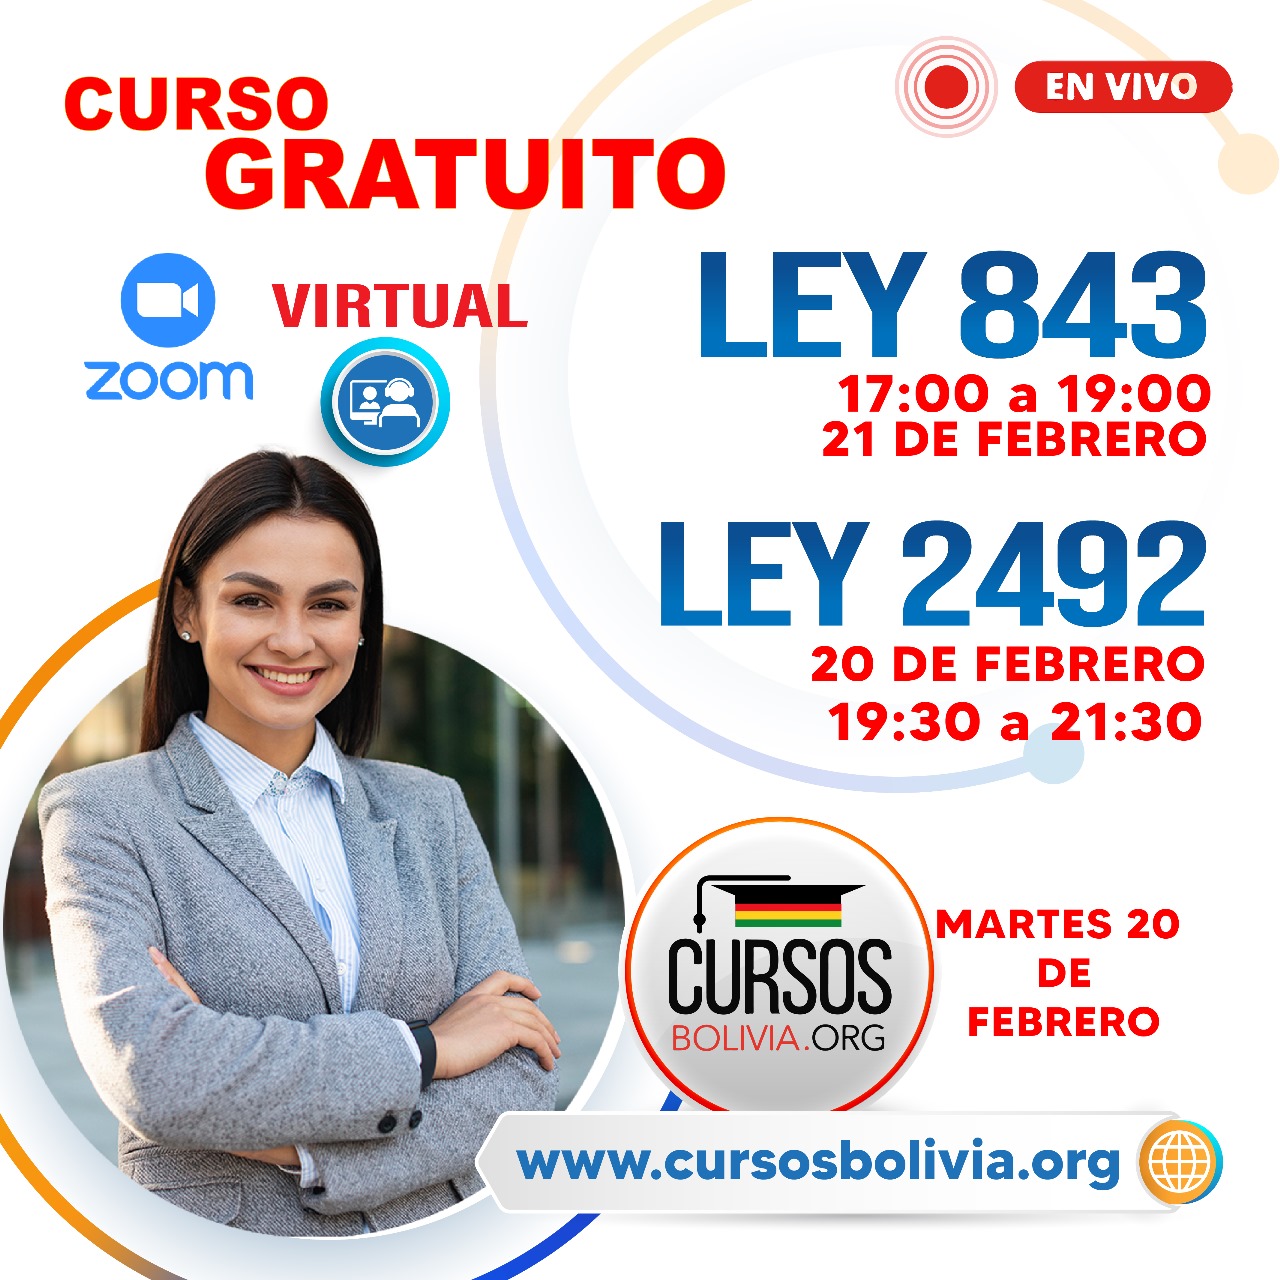 CURSO
GRATUITO
EN VIVO
zoom
VIRTUAL
LEY 843
17:00 a 19:00
21 DE FEBRERO
LEY 2492
20 DE FEBRERO
19:30 a 21:30
CURSOS
BOLIVIA.ORG
MARTES 20
DE
FEBRERO
www.cursosbolivia.org